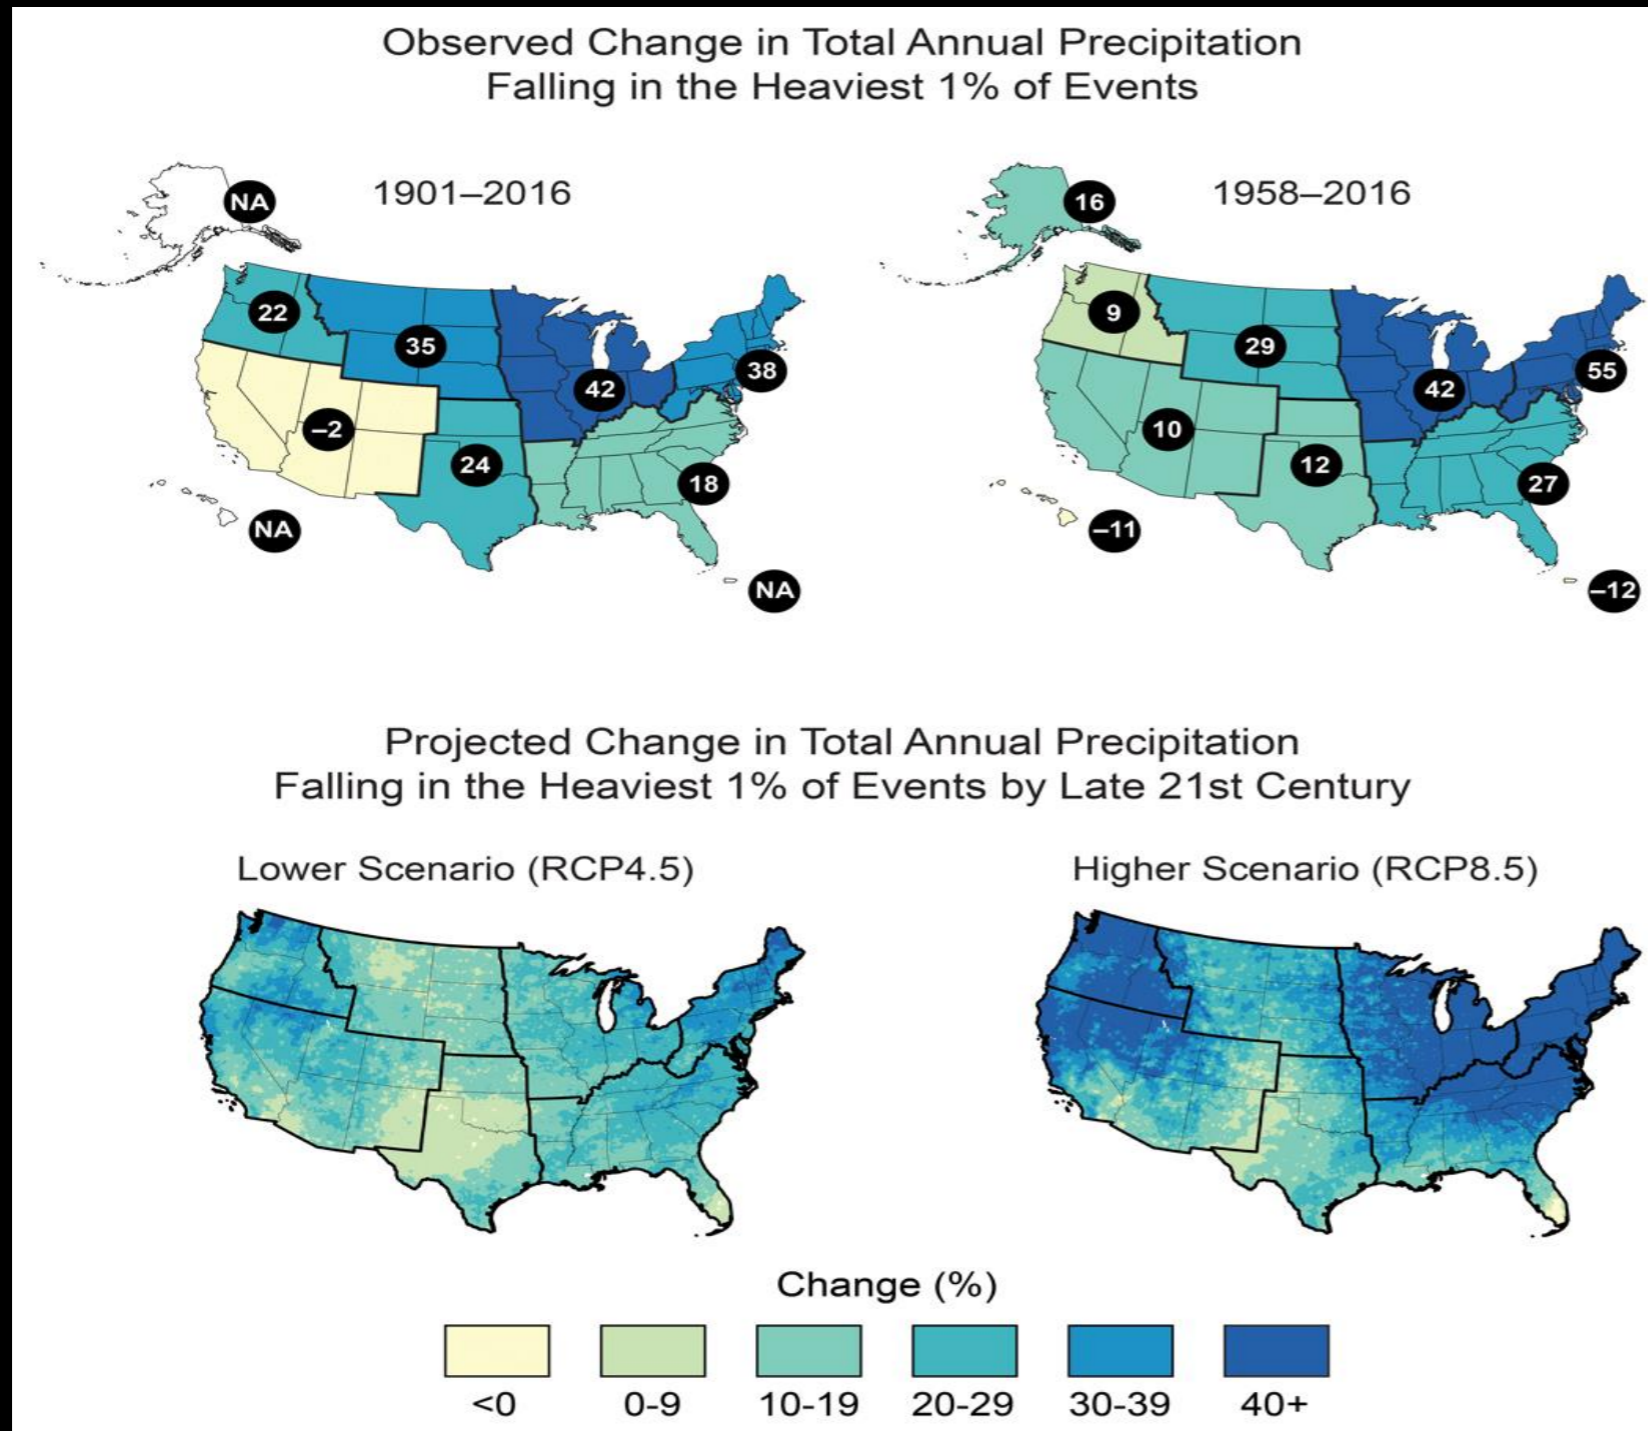 Observed Change in Total Annual Precipitation
Falling in the Heaviest 1% of Events
1901–2016
NA
22
35
42
38
–2
24
18
NA
NA
1958–2016
16
9
29
42
55
10
12
27
–11
–12
Projected Change in Total Annual Precipitation
Falling in the Heaviest 1% of Events by Late 21st Century
Lower Scenario (RCP4.5)
Higher Scenario (RCP8.5)
Change (%)
<0
0-9
10-19
20-29
30-39
40+